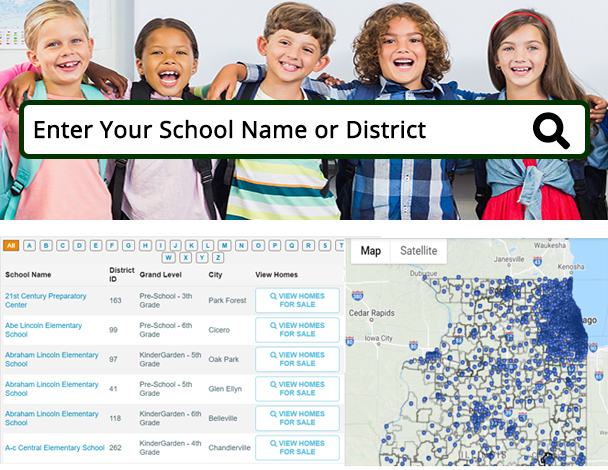 Enter Your School Name or District
All A B C D E F G H I J K L M N O P Q R S T
W X Y Z
School Name District ID Grand Level City View Homes
21st Century Preparatory Center 163 Pre-School - 3th Grade Park Forest VIEW HOMES FOR SALE
Abe Lincoln Elementary School 99 Pre-School - 6th Grade Cicero VIEW HOMES FOR SALE
Abraham Lincoln Elementary School 97 KinderGarden - 5th Grade Oak Park VIEW HOMES FOR SALE
Abraham Lincoln Elementary School 41 Pre-School - 5th Grade Glen Ellyn VIEW HOMES FOR SALE
Abraham Lincoln Elementary School 118 KinderGarden - 6th Grade Belleville VIEW HOMES FOR SALE
A-c Central Elementary School 262 KinderGarden - 4th Grade Chandlerville VIEW HOMES FOR SALE
Map Satellite
Waukesha
Janesville
43
Kenosha
Dubuque
Cedar Rapids
ago
Iowa City